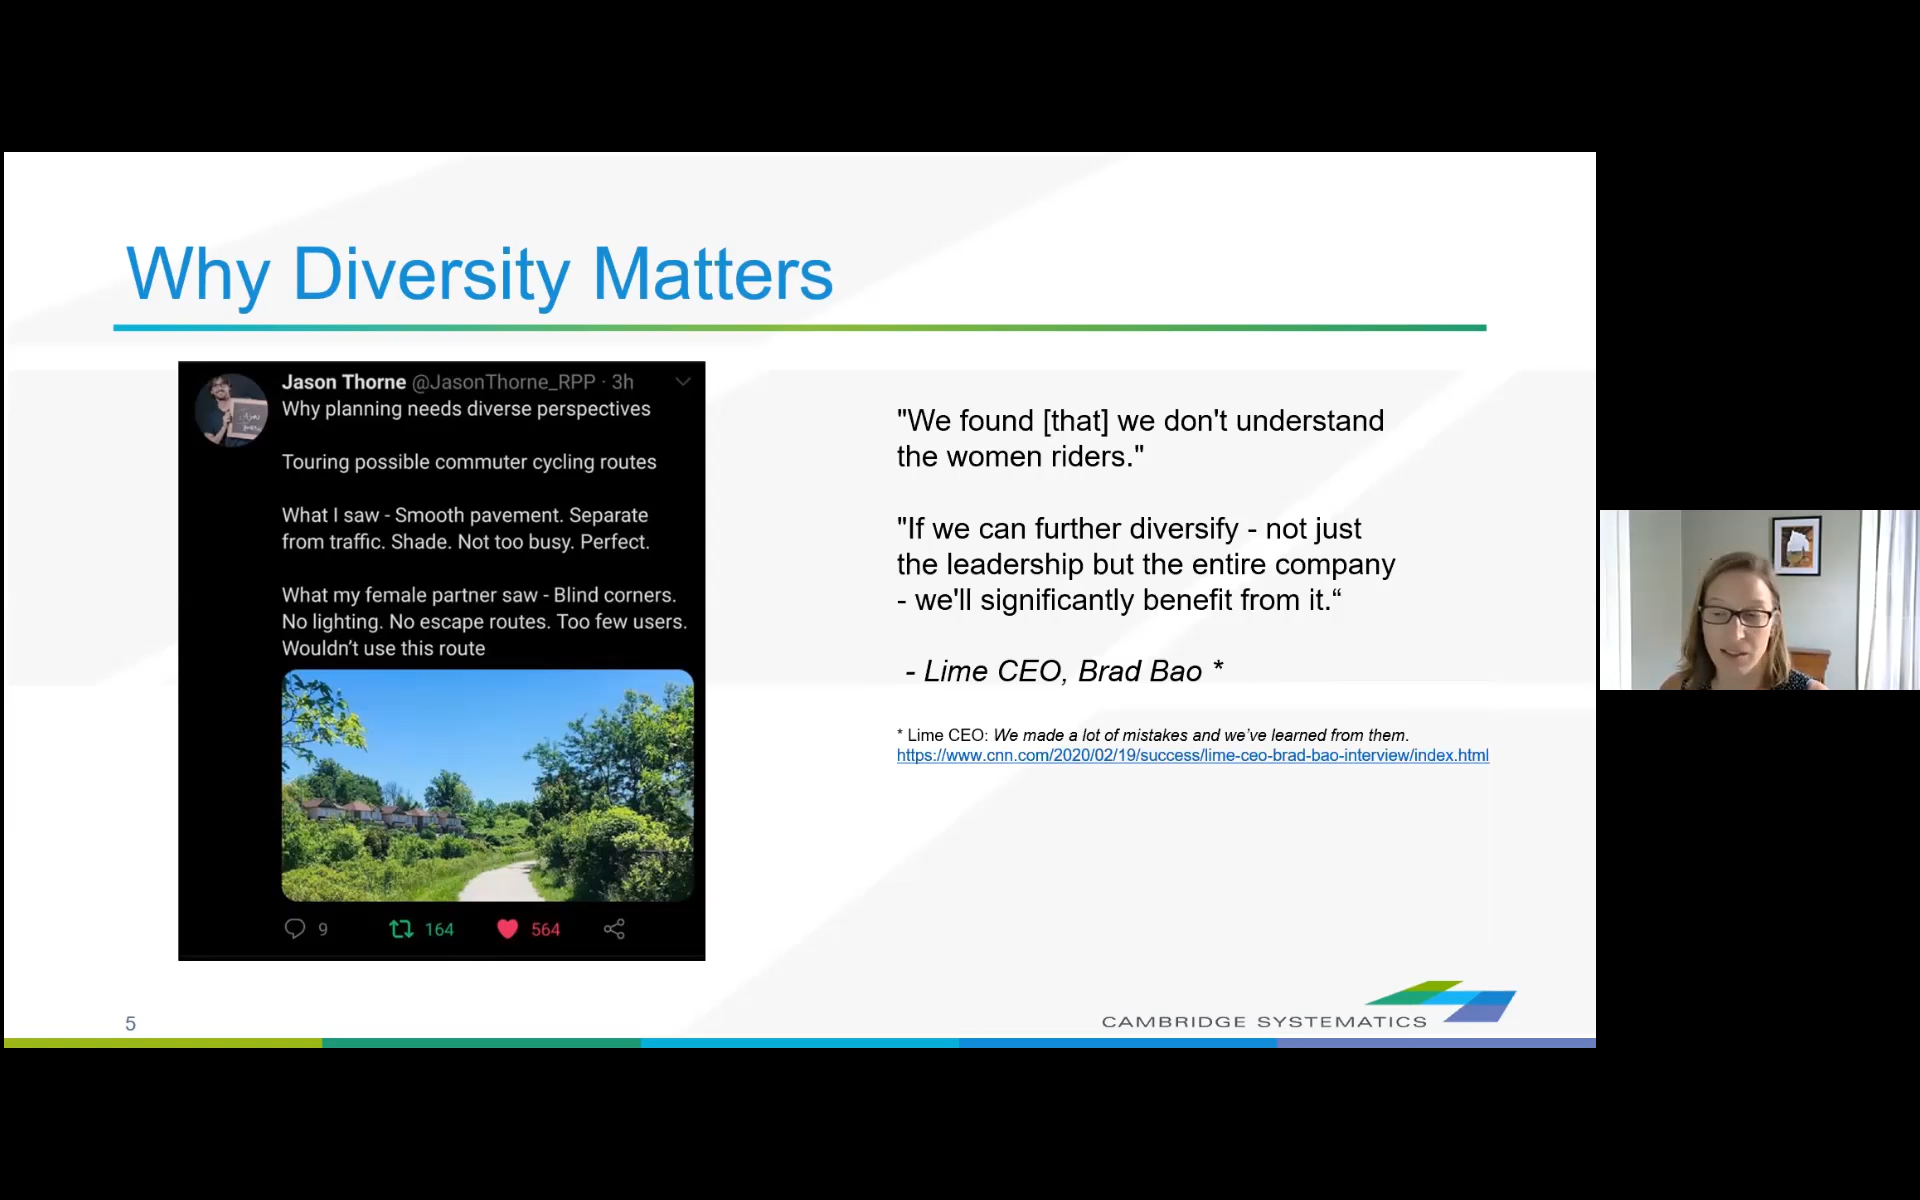 Why Diversity Matters
Jason Thorne @JasonThorne_RPP · 3h
Why planning needs diverse perspectives
Touring possible commuter cycling routes
What I saw - Smooth pavement. Separate
from traffic. Shade. Not too busy. Perfect.
What my female partner saw - Blind corners.
No lighting. No escape routes. Too few users.
Wouldn’t use this route
9 164 564
"We found [that] we don't understand
the women riders."
"If we can further diversify - not just
the leadership but the entire company
- we'll significantly benefit from it.“
- Lime CEO, Brad Bao *
* Lime CEO: We made a lot of mistakes and we’ve learned from them.
https://www.cnn.com/2020/02/19/success/lime-ceo-brad-bao-interview/index.html
5
CAMBRIDGE SYSTEMATICS